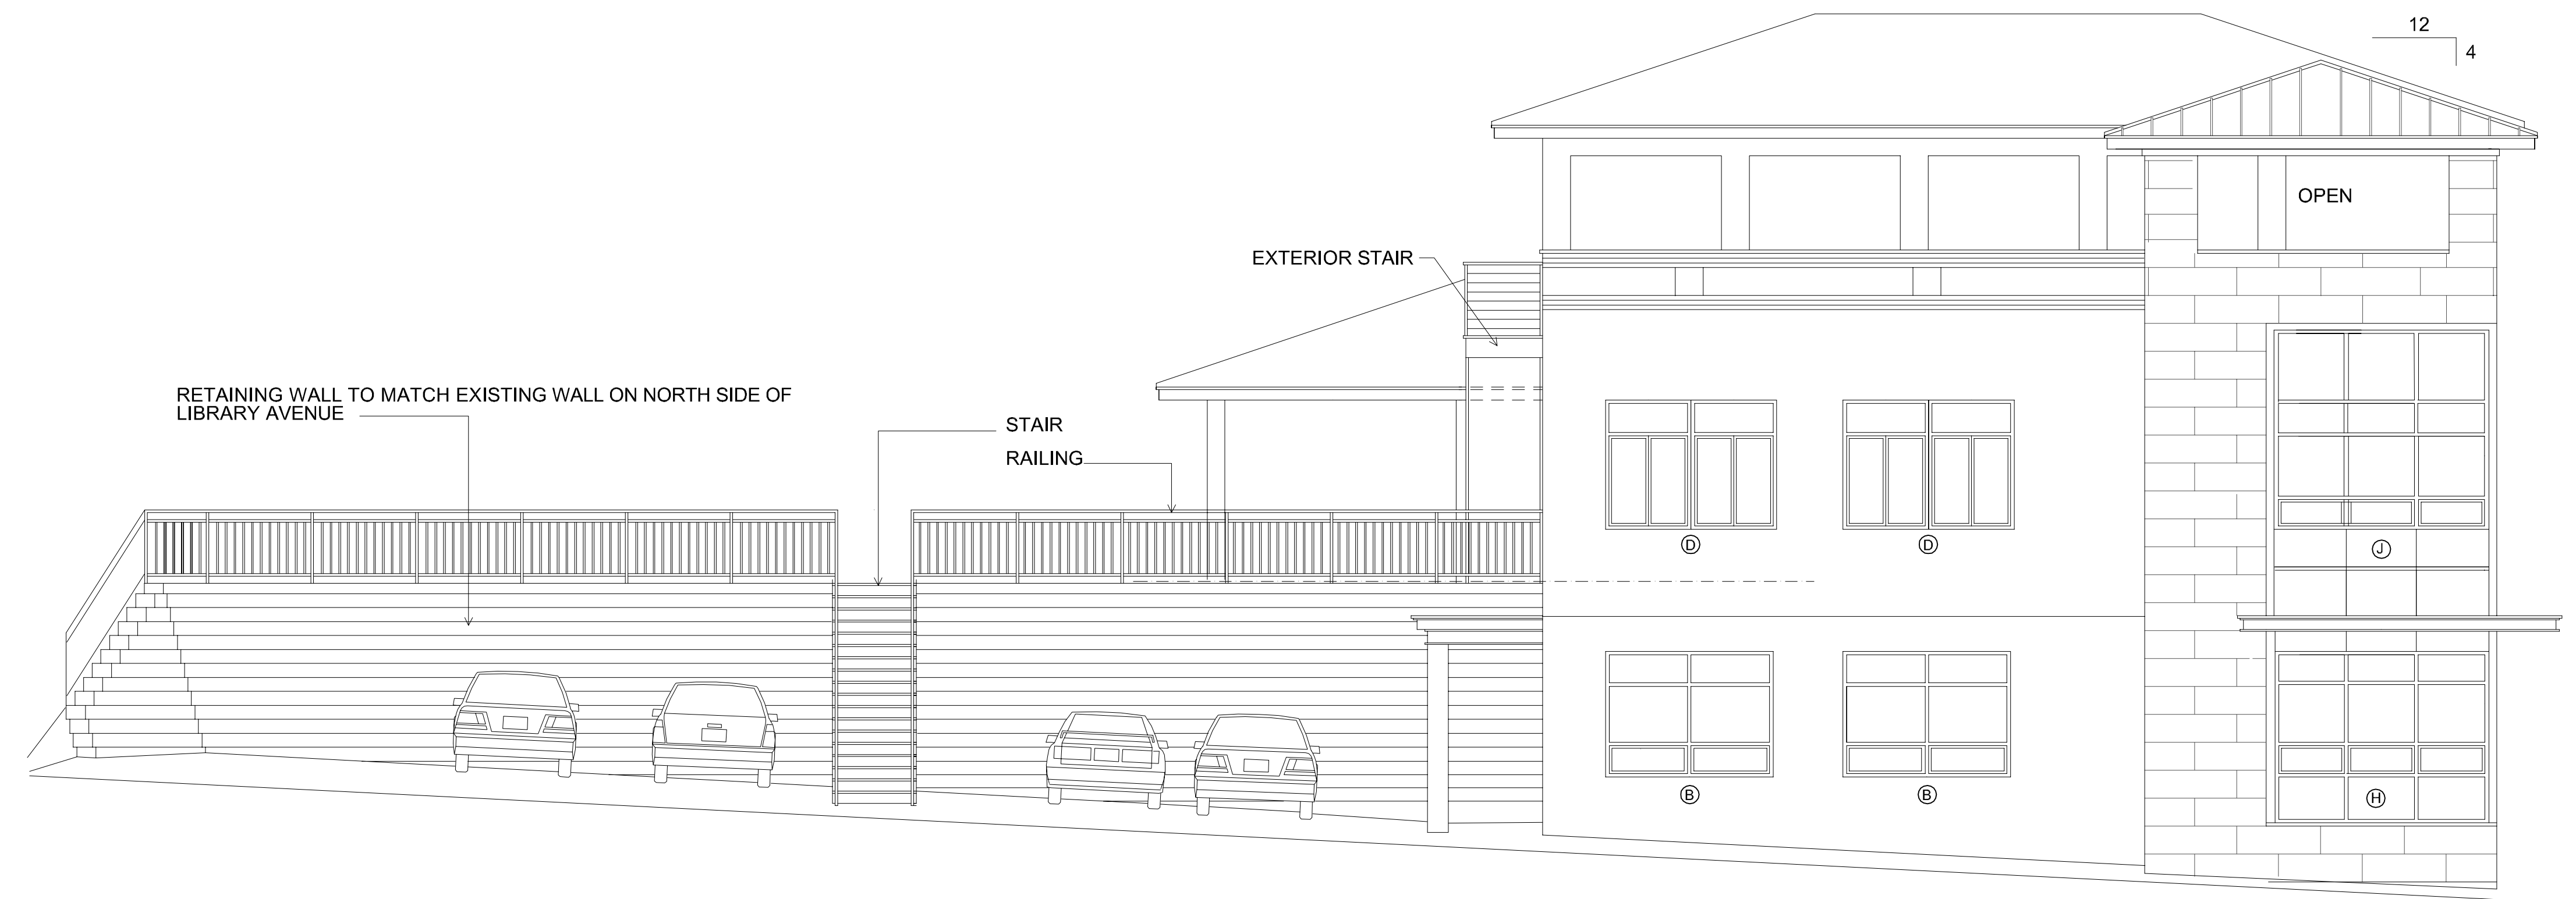 12
4
OPEN
EXTERIOR STAIR
RETAINING WALL TO MATCH EXISTING WALL ON NORTH SIDE OF
LIBRARY AVENUE
STAIR
RAILING
D
D
J
B
B
H